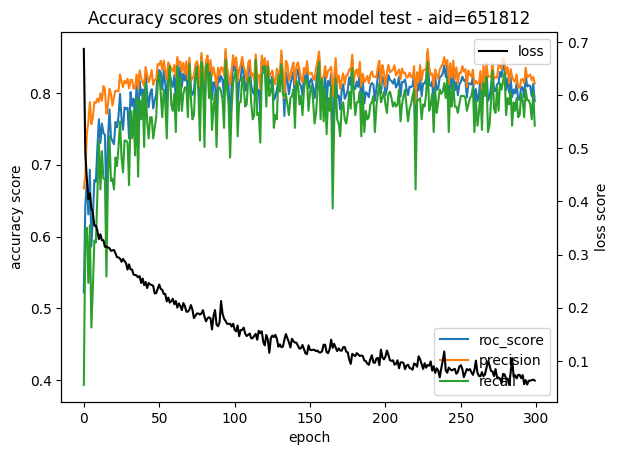 Accuracy scores on student model test - aid=651812
loss
0.7
0.6
0.5
0.4
0.3
0.2
0.1
loss score
0.8
0.7
0.6
0.5
0.4
accuracy score
roc_score
precision
recall
0
50
100
150
200
250
300
epoch